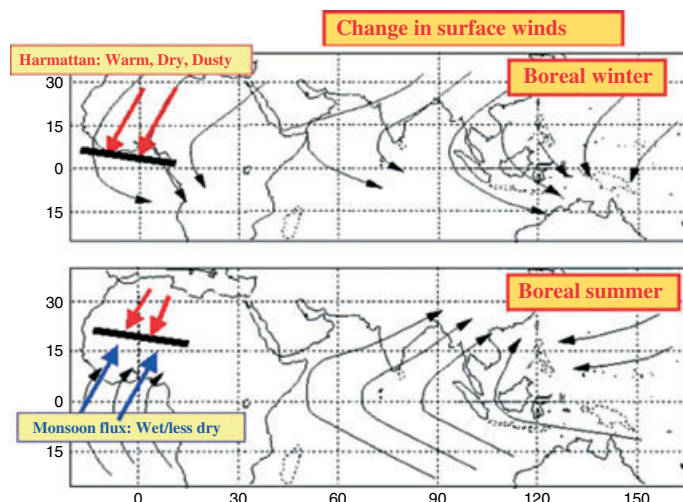 Change in surface winds
Harmattan: Warm, Dry, Dusty
Boreal winter
30
15
0
15
Boreal summer
30
15
0
Monsoon flux: Wet/less dry
15
0 30 60 90 120 150